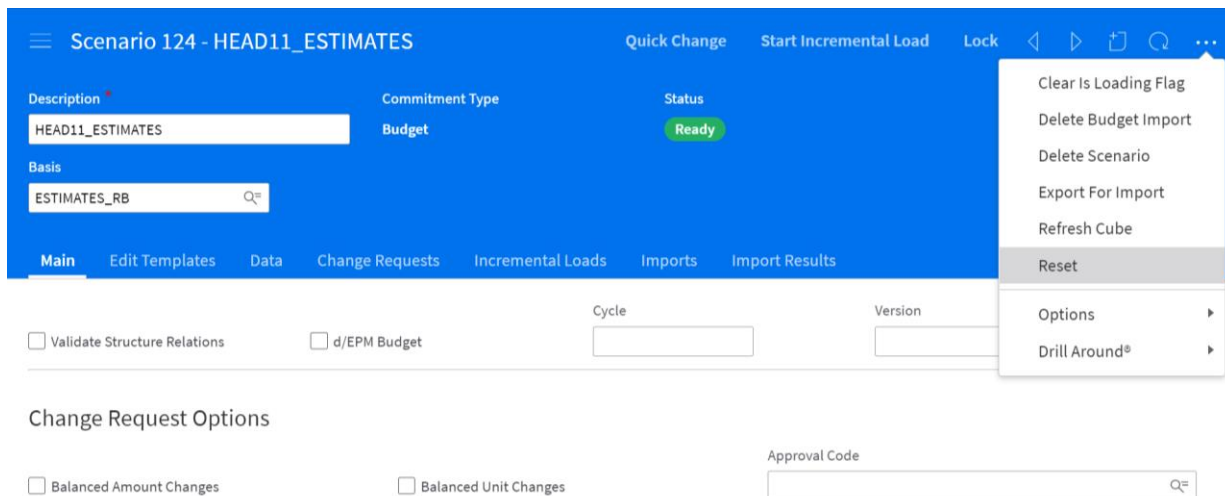 Scenario 124 - HEAD11_ESTIMATES
Quick Change Start Incremental Load Lock
Clear Is Loading Flag
Delete Budget Import
Delete Scenario
Export For Import
Refresh Cube
Reset
Options
Drill Around®
Description *
HEAD11_ESTIMATES
Commitment Type
Budget
Status
Ready
Basis
ESTIMATES_RB
Main Edit Templates Data Change Requests Incremental Loads Imports Import Results
Validate Structure Relations
d/EPM Budget
Cycle
Version
Change Request Options
Balanced Amount Changes
Balanced Unit Changes
Approval Code